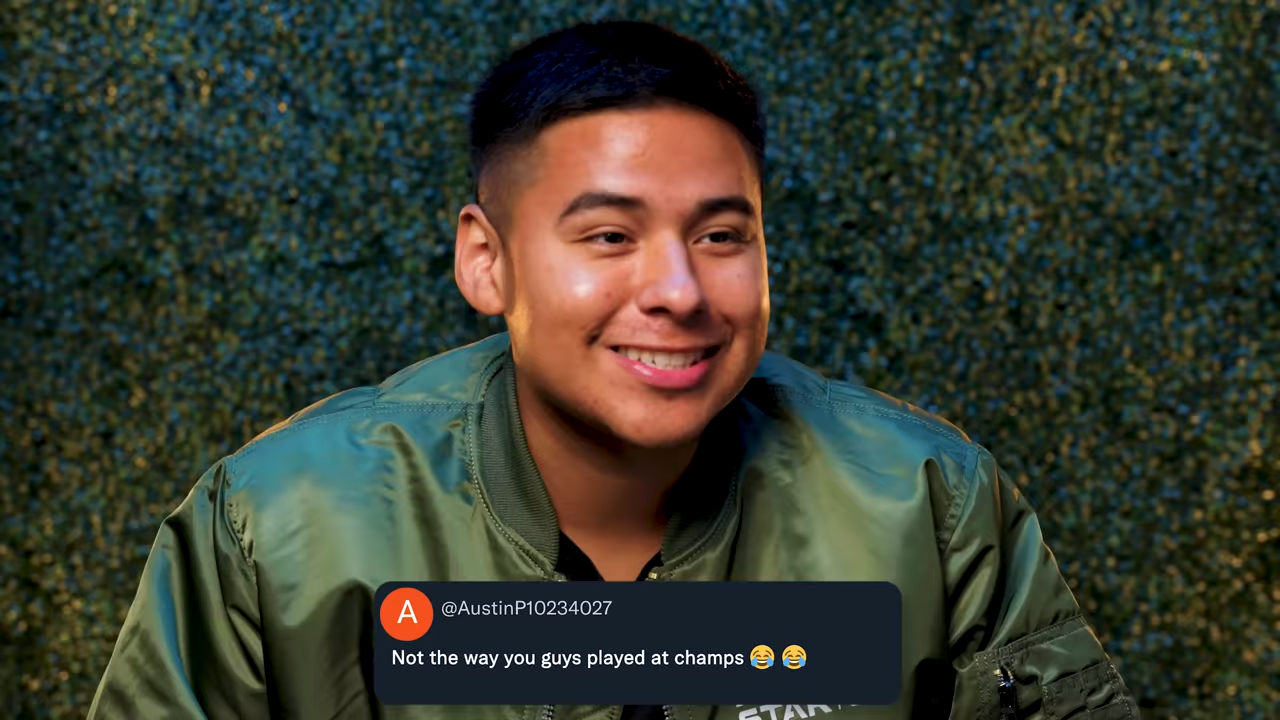 A
@AustinP10234027
Not the way you guys played at champs 😂 😂